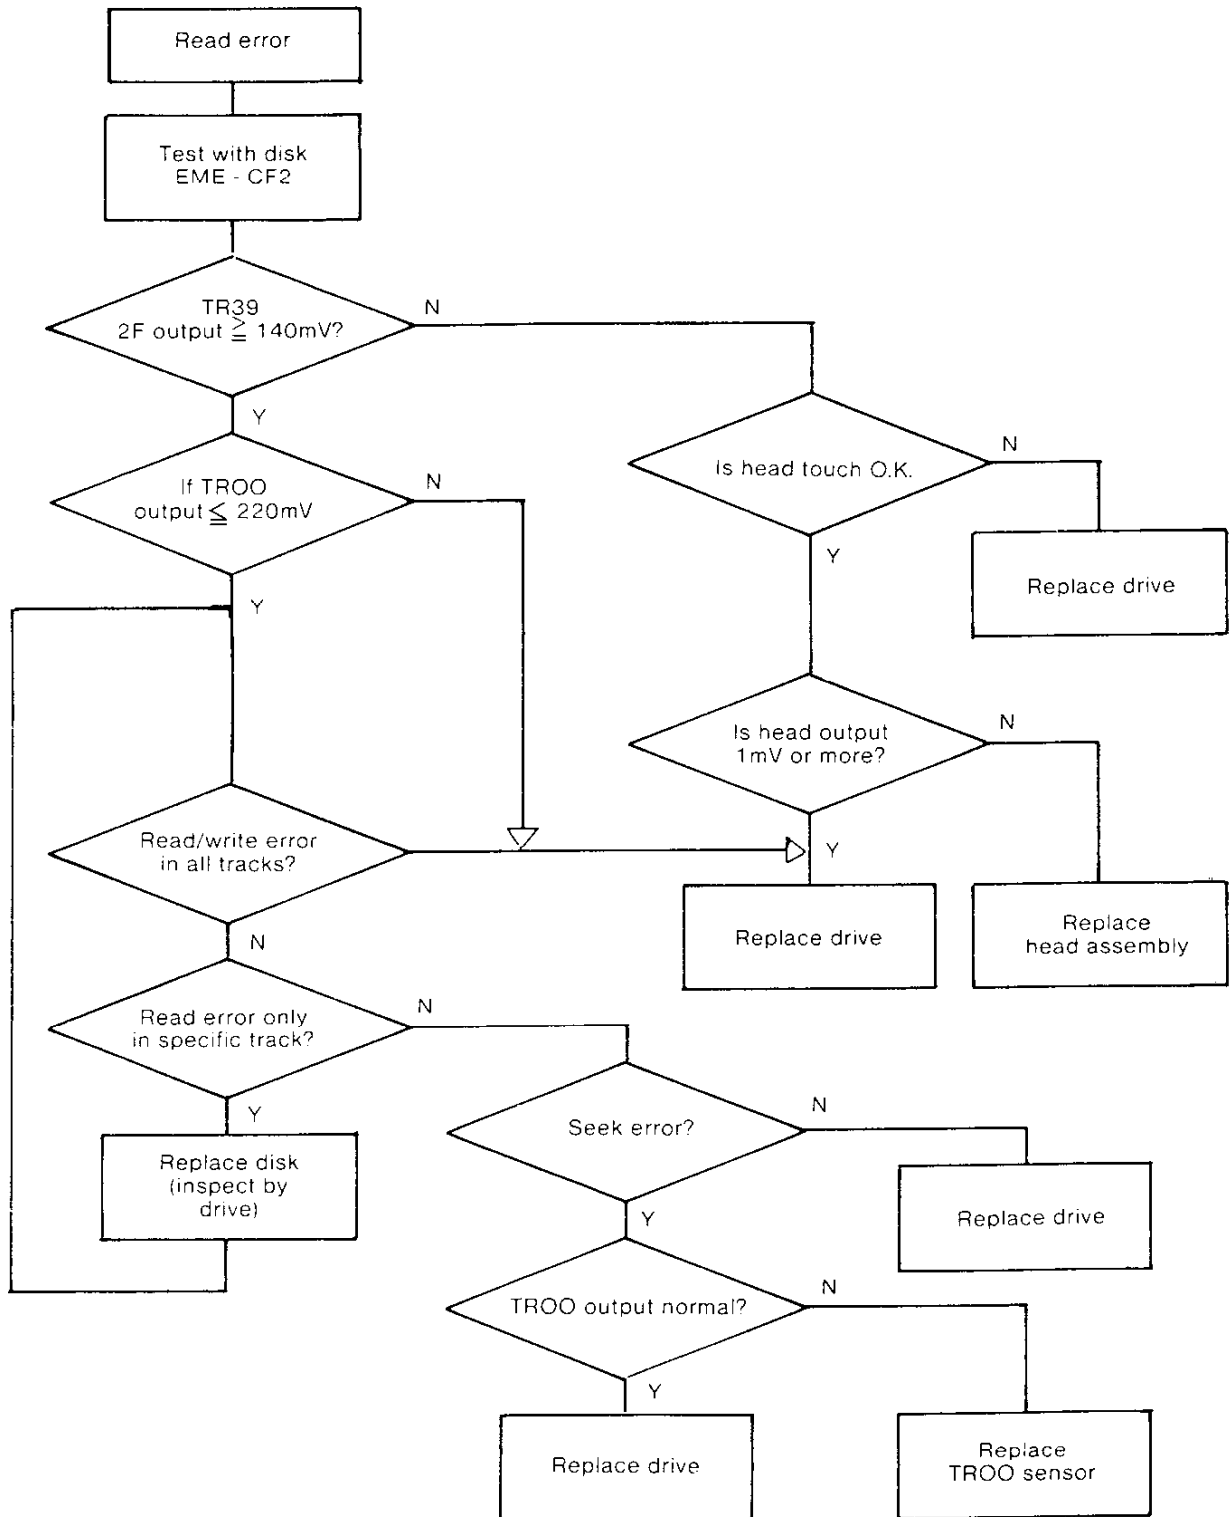 Read error
Test with disk
EME - CF2
TR39
2F output ≧ 140mV?
N
Y
If TROO
output ≦ 220mV
N
Y
Is head touch O.K.
N
Y
Replace drive
Is head output
1mV or more?
N
Y
Read/write error
in all tracks?
N
Replace drive
Replace
head assembly
Read error only
in specific track?
N
Y
Replace disk
(inspect by
drive)
Seek error?
N
Y
Replace drive
TROO output normal?
N
Y
Replace drive
Replace
TROO sensor